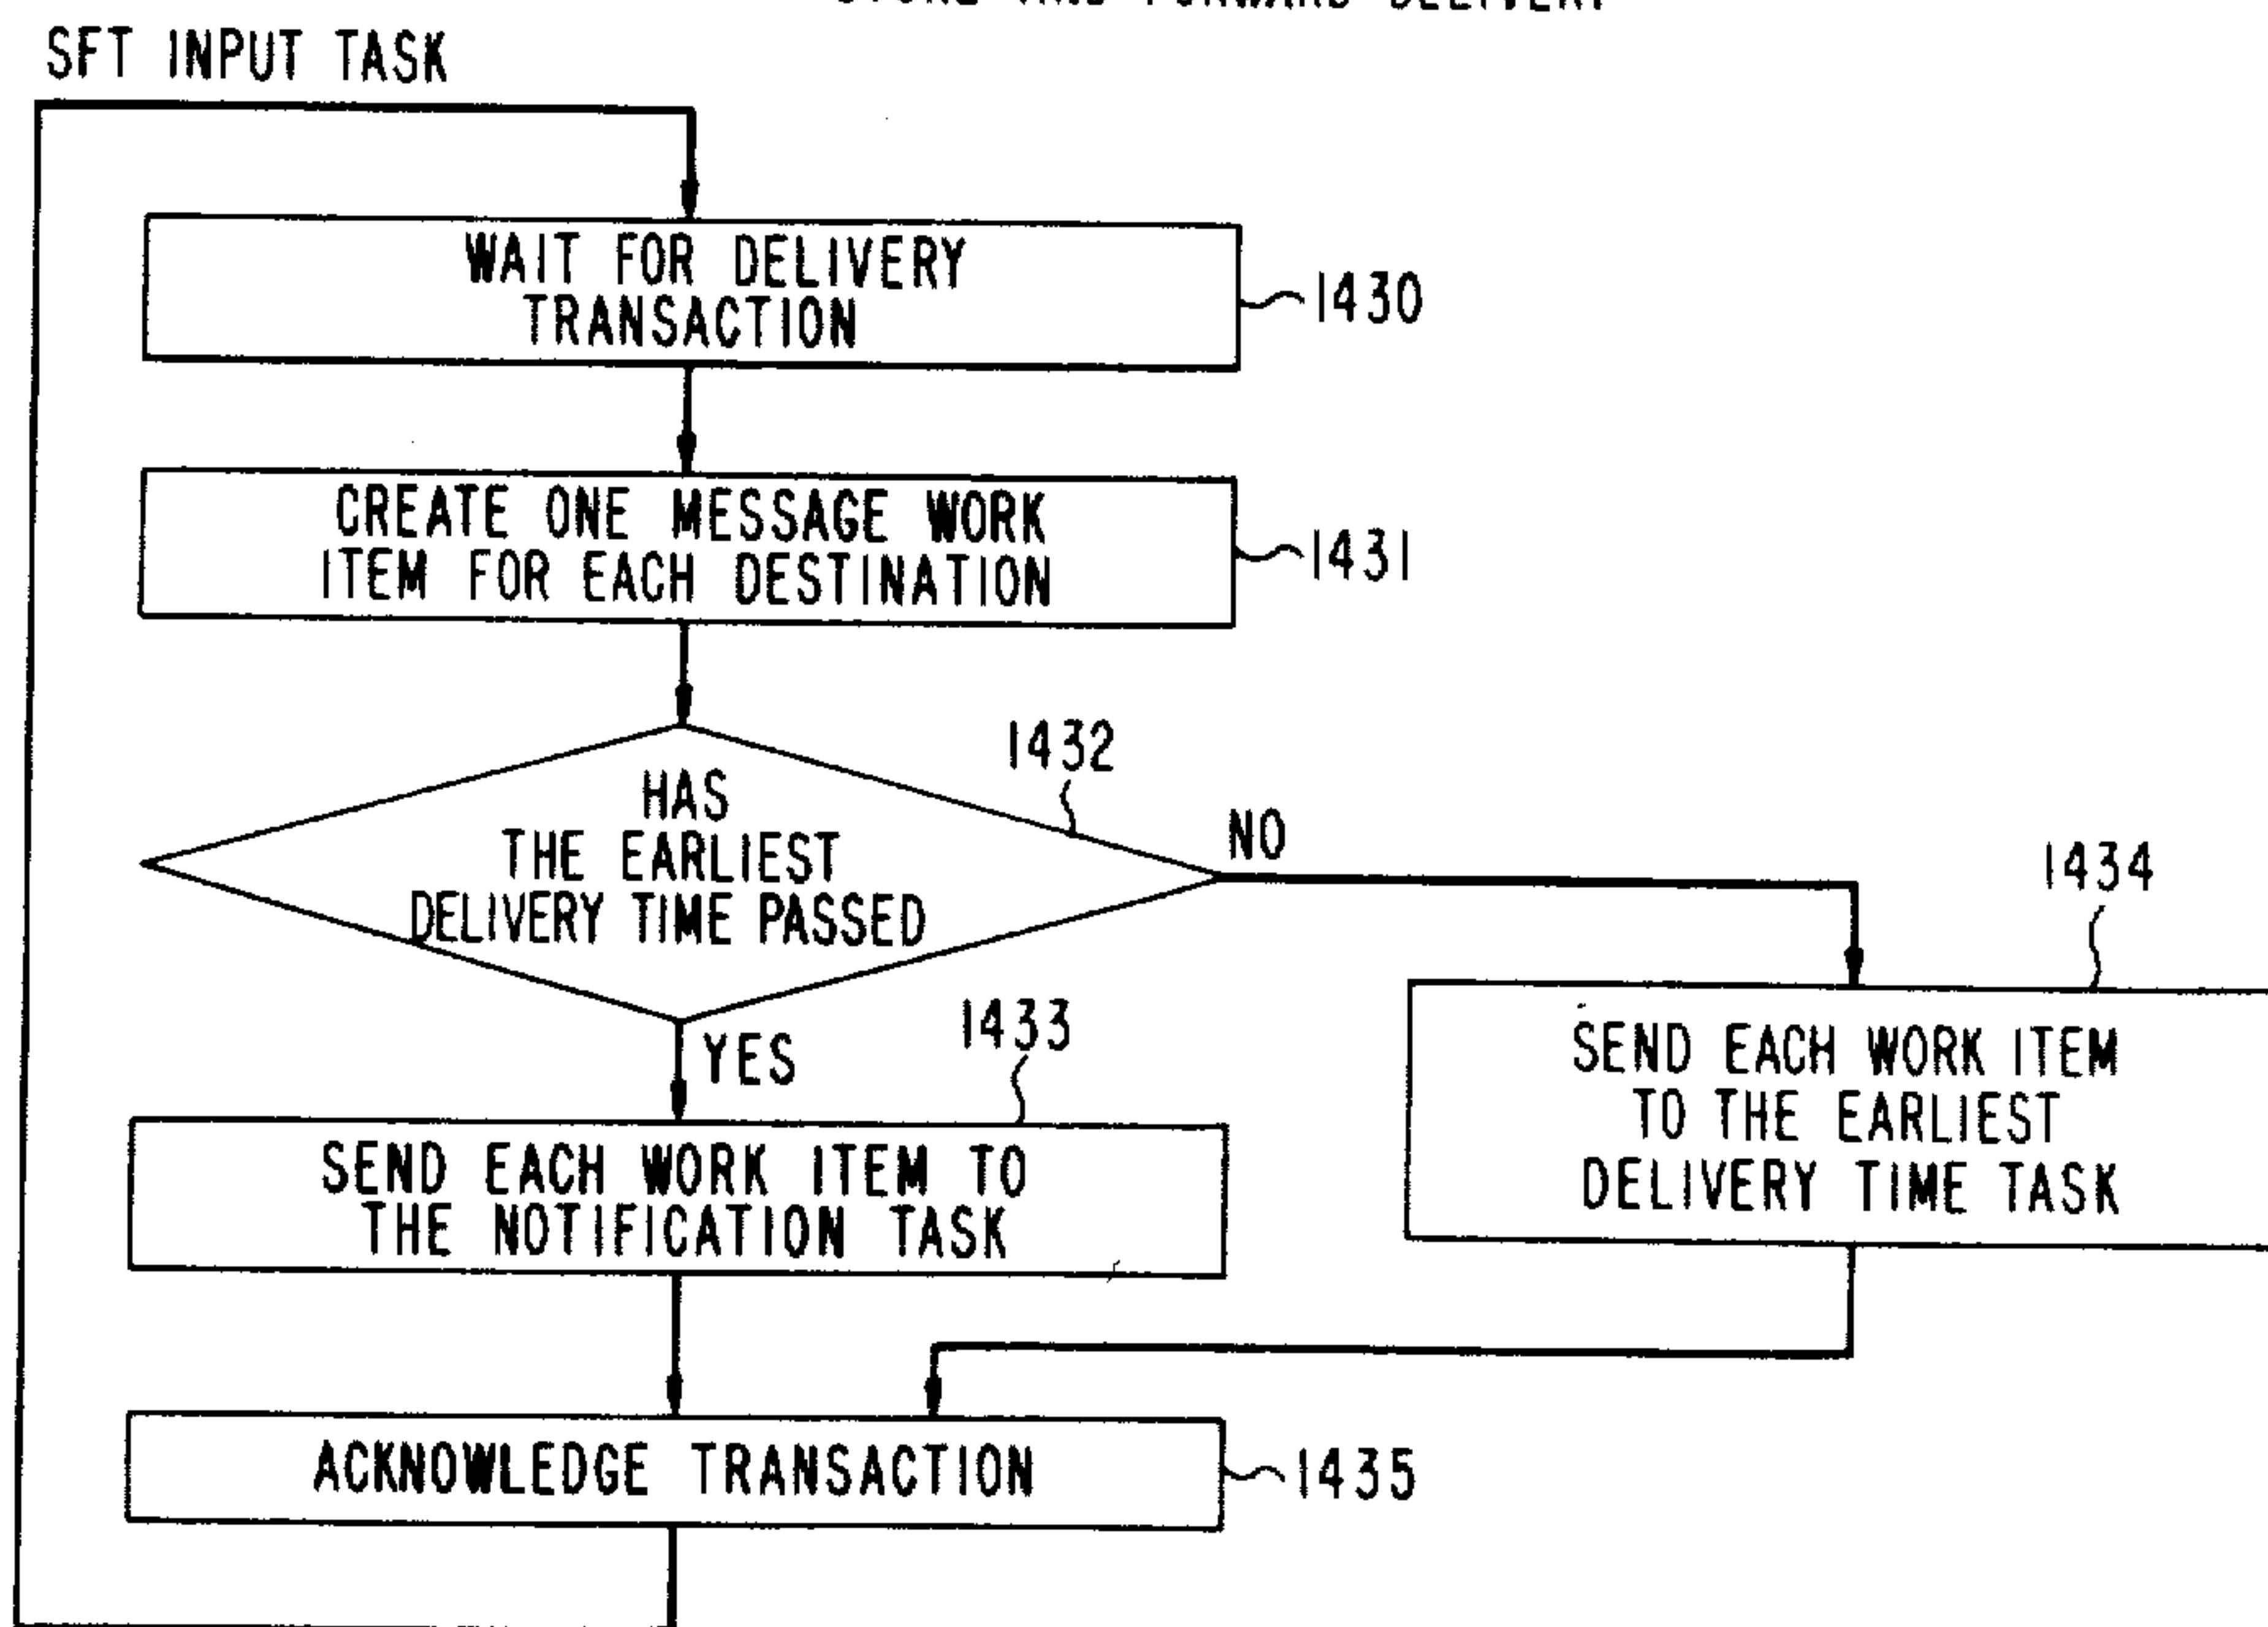 SFT INPUT TASK
WAIT FOR DELIVERY
TRANSACTION
1430
CREATE ONE MESSAGE WORK
ITEM FOR EACH DESTINATION
1431
1432
HAS
THE EARLIEST
DELIVERY TIME PASSED
NO
YES
1434
SEND EACH WORK ITEM
TO THE EARLIEST
DELIVERY TIME TASK
1433
SEND EACH WORK ITEM TO
THE NOTIFICATION TASK
ACKNOWLEDGE TRANSACTION
1435